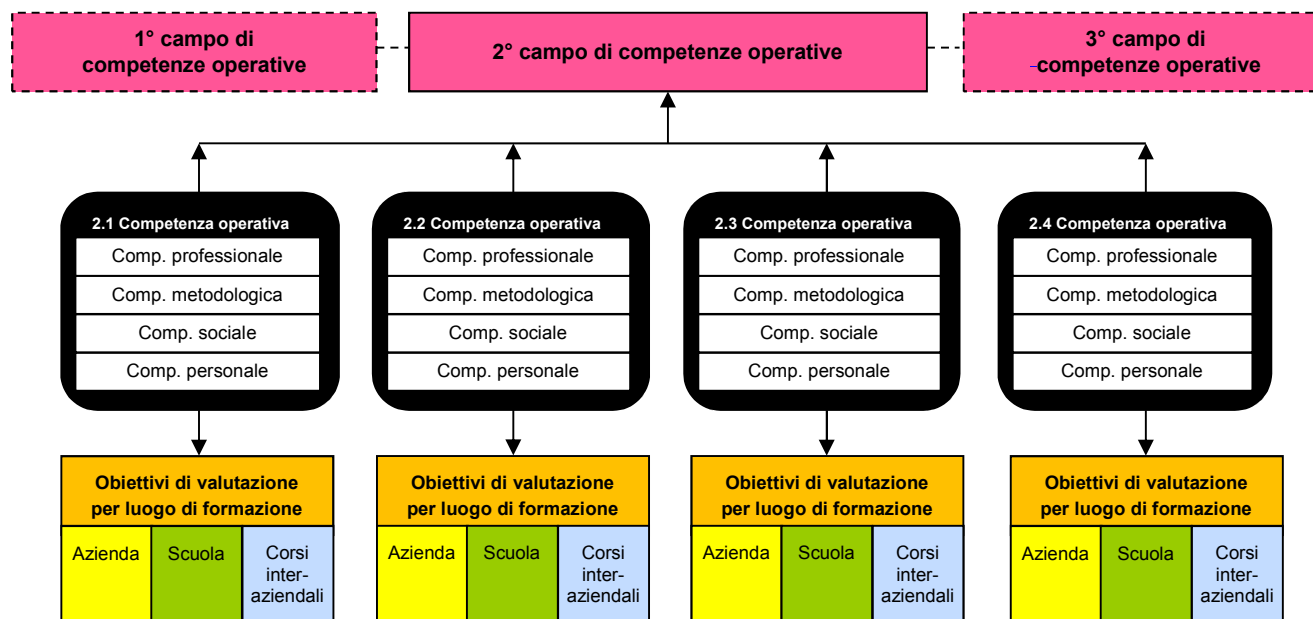 1° campo di
competenze operative
2° campo di competenze operative
3° campo di
competenze operative
2.1 Competenza operativa
Comp. professionale
Comp. metodologica
Comp. sociale
Comp. personale
2.2 Competenza operativa
Comp. professionale
Comp. metodologica
Comp. sociale
Comp. personale
2.3 Competenza operativa
Comp. professionale
Comp. metodologica
Comp. sociale
Comp. personale
2.4 Competenza operativa
Comp. professionale
Comp. metodologica
Comp. sociale
Comp. personale
Obiettivi di valutazione
per luogo di formazione
Azienda
Scuola
Corsi
inter-
aziendali
Obiettivi di valutazione
per luogo di formazione
Azienda
Scuola
Corsi
inter-
aziendali
Obiettivi di valutazione
per luogo di formazione
Azienda
Scuola
Corsi
inter-
aziendali
Obiettivi di valutazione
per luogo di formazione
Azienda
Scuola
Corsi
inter-
aziendali